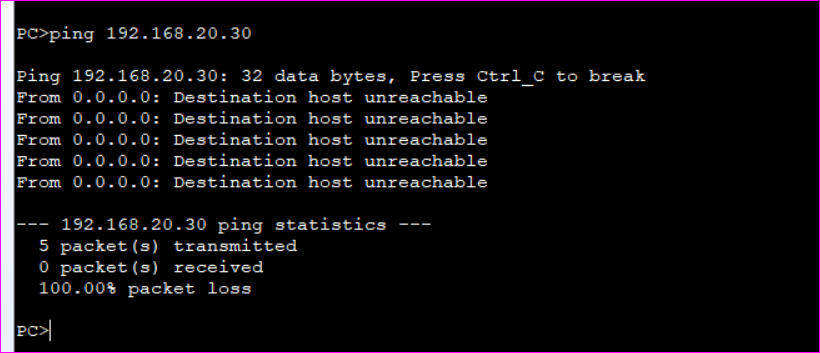 PC>ping 192.168.20.30
Ping 192.168.20.30: 32 data bytes, Press Ctrl_C to break
From 0.0.0.0: Destination host unreachable
From 0.0.0.0: Destination host unreachable
From 0.0.0.0: Destination host unreachable
From 0.0.0.0: Destination host unreachable
From 0.0.0.0: Destination host unreachable
--- 192.168.20.30 ping statistics ---
5 packet(s) transmitted
0 packet(s) received
100.00% packet loss
PC>